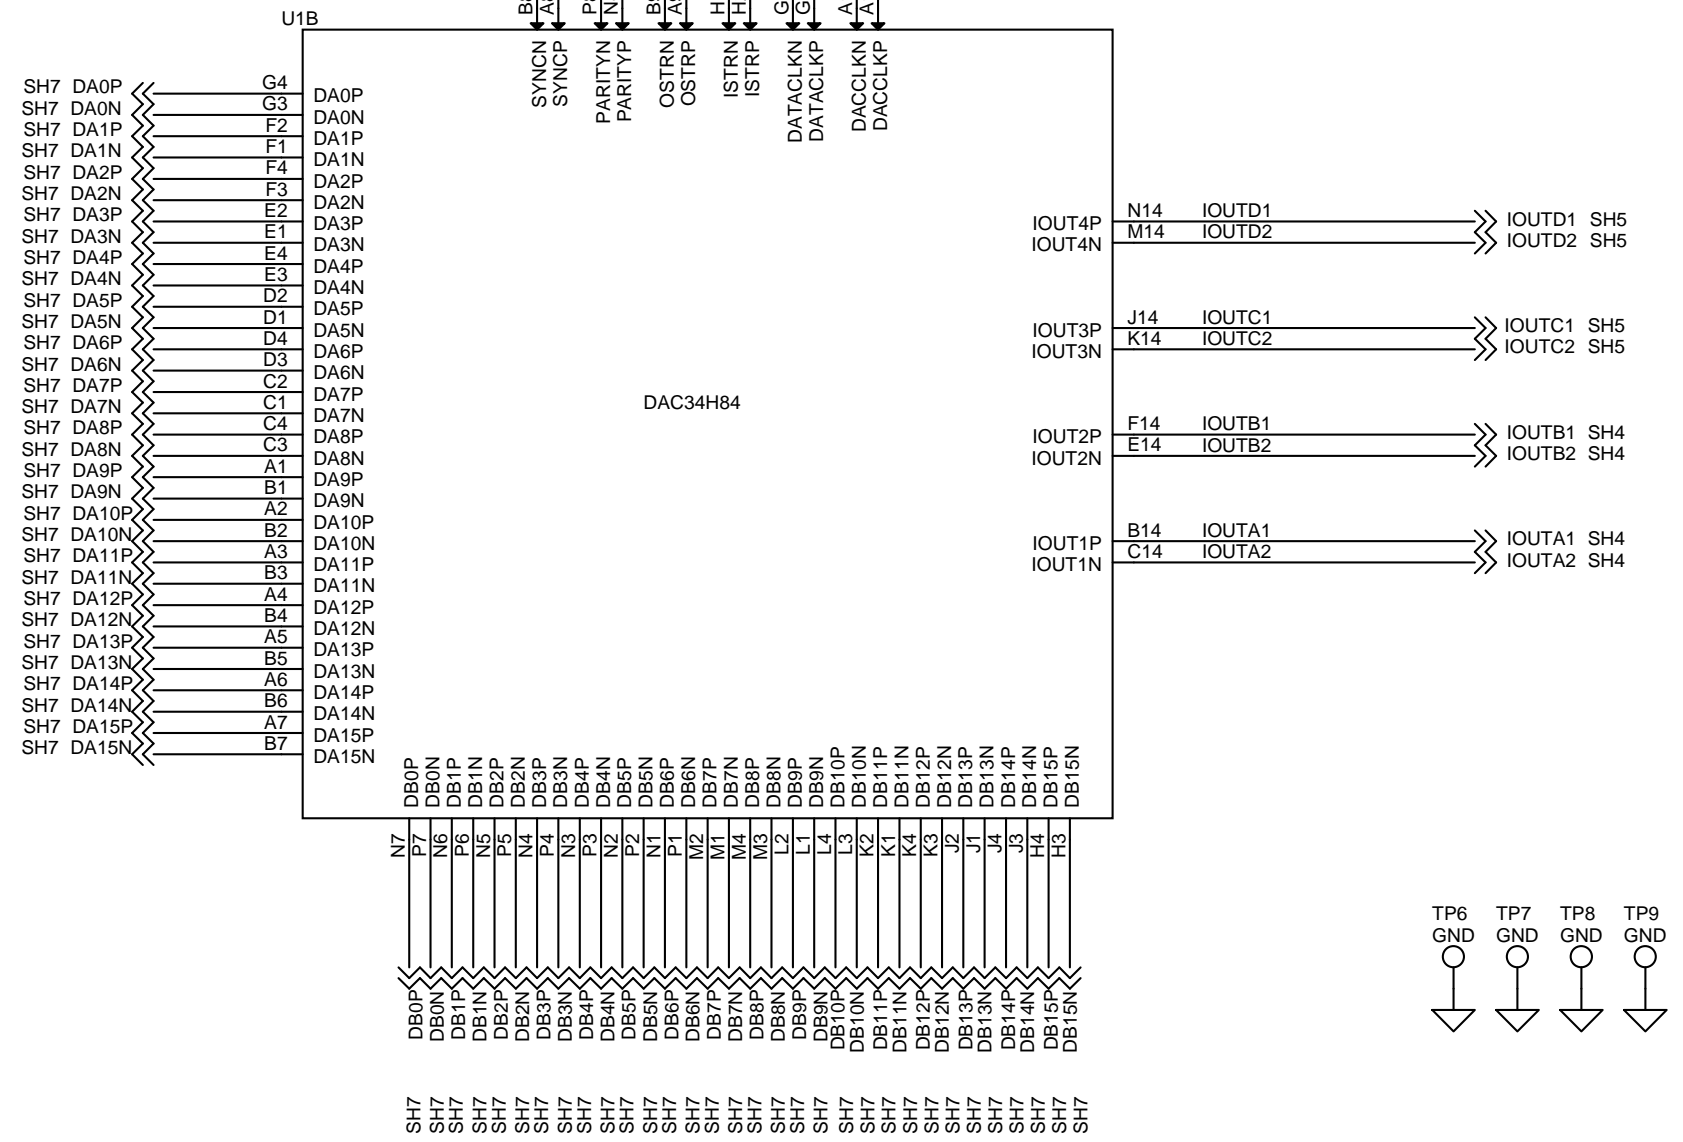 U1B
SYNCN
SYNCP
PARITYN
PARITYP
OSTRN
OSTRP
ISTRN
ISTRP
DATACLKN
DATACLKP
DACCLKN
DACCLKP
SH7 DA0P G4 DA0P
SH7 DA0N G3 DA0N
SH7 DA1P F2 DA1P
SH7 DA1N F1 DA1N
SH7 DA2P F4 DA2P
SH7 DA2N F3 DA2N
SH7 DA3P E2 DA3P
SH7 DA3N E1 DA3N
SH7 DA4P E4 DA4P
SH7 DA4N E3 DA4N
SH7 DA5P D2 DA5P
SH7 DA5N D1 DA5N
SH7 DA6P D4 DA6P
SH7 DA6N D3 DA6N
SH7 DA7P C2 DA7P
SH7 DA7N C1 DA7N
SH7 DA8P C4 DA8P
SH7 DA8N C3 DA8N
SH7 DA9P A1 DA9P
SH7 DA9N B1 DA9N
SH7 DA10P A2 DA10P
SH7 DA10N B2 DA10N
SH7 DA11P A3 DA11P
SH7 DA11N B3 DA11N
SH7 DA12P A4 DA12P
SH7 DA12N B4 DA12N
SH7 DA13P A5 DA13P
SH7 DA13N B5 DA13N
SH7 DA14P A6 DA14P
SH7 DA14N B6 DA14N
SH7 DA15P A7 DA15P
SH7 DA15N B7 DA15N
DAC34H84
IOUT4P N14 IOUTD1 IOUTD1 SH5
IOUT4N M14 IOUTD2 IOUTD2 SH5
IOUT3P J14 IOUTC1 IOUTC1 SH5
IOUT3N K14 IOUTC2 IOUTC2 SH5
IOUT2P F14 IOUTB1 IOUTB1 SH4
IOUT2N E14 IOUTB2 IOUTB2 SH4
IOUT1P B14 IOUTA1 IOUTA1 SH4
IOUT1N C14 IOUTA2 IOUTA2 SH4
DB0P N7 DB0P SH7
DB0N P7 DB0N SH7
DB1P N6 DB1P SH7
DB1N P6 DB1N SH7
DB2P N5 DB2P SH7
DB2N P5 DB2N SH7
DB3P N4 DB3P SH7
DB3N P4 DB3N SH7
DB4P N3 DB4P SH7
DB4N P3 DB4N SH7
DB5P N2 DB5P SH7
DB5N P2 DB5N SH7
DB6P N1 DB6P SH7
DB6N P1 DB6N SH7
DB7P M2 DB7P SH7
DB7N M1 DB7N SH7
DB8P M4 DB8P SH7
DB8N M3 DB8N SH7
DB9P L2 DB9P SH7
DB9N L1 DB9N SH7
DB10P L4 DB10P SH7
DB10N L3 DB10N SH7
DB11P K2 DB11P SH7
DB11N K1 DB11N SH7
DB12P K4 DB12P SH7
DB12N K3 DB12N SH7
DB13P J2 DB13P SH7
DB13N J1 DB13N SH7
DB14P J4 DB14P SH7
DB14N J3 DB14N SH7
DB15P H4 DB15P SH7
DB15N H3 DB15N SH7
TP6 TP7 TP8 TP9
GND GND GND GND